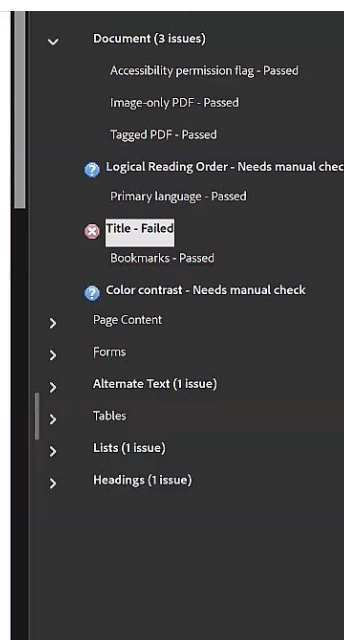 Document (3 issues)
Accessibility permission flag - Passed
Image-only PDF - Passed
Tagged PDF - Passed
Logical Reading Order - Needs manual
Primary language - Passed
Title - Failed
Bookmarks - Passed
Color contrast - Needs manual check
Page Content
Forms
Alternate Text (1 issue)
Tables
Lists (1 issue)
Headings (1 issue)